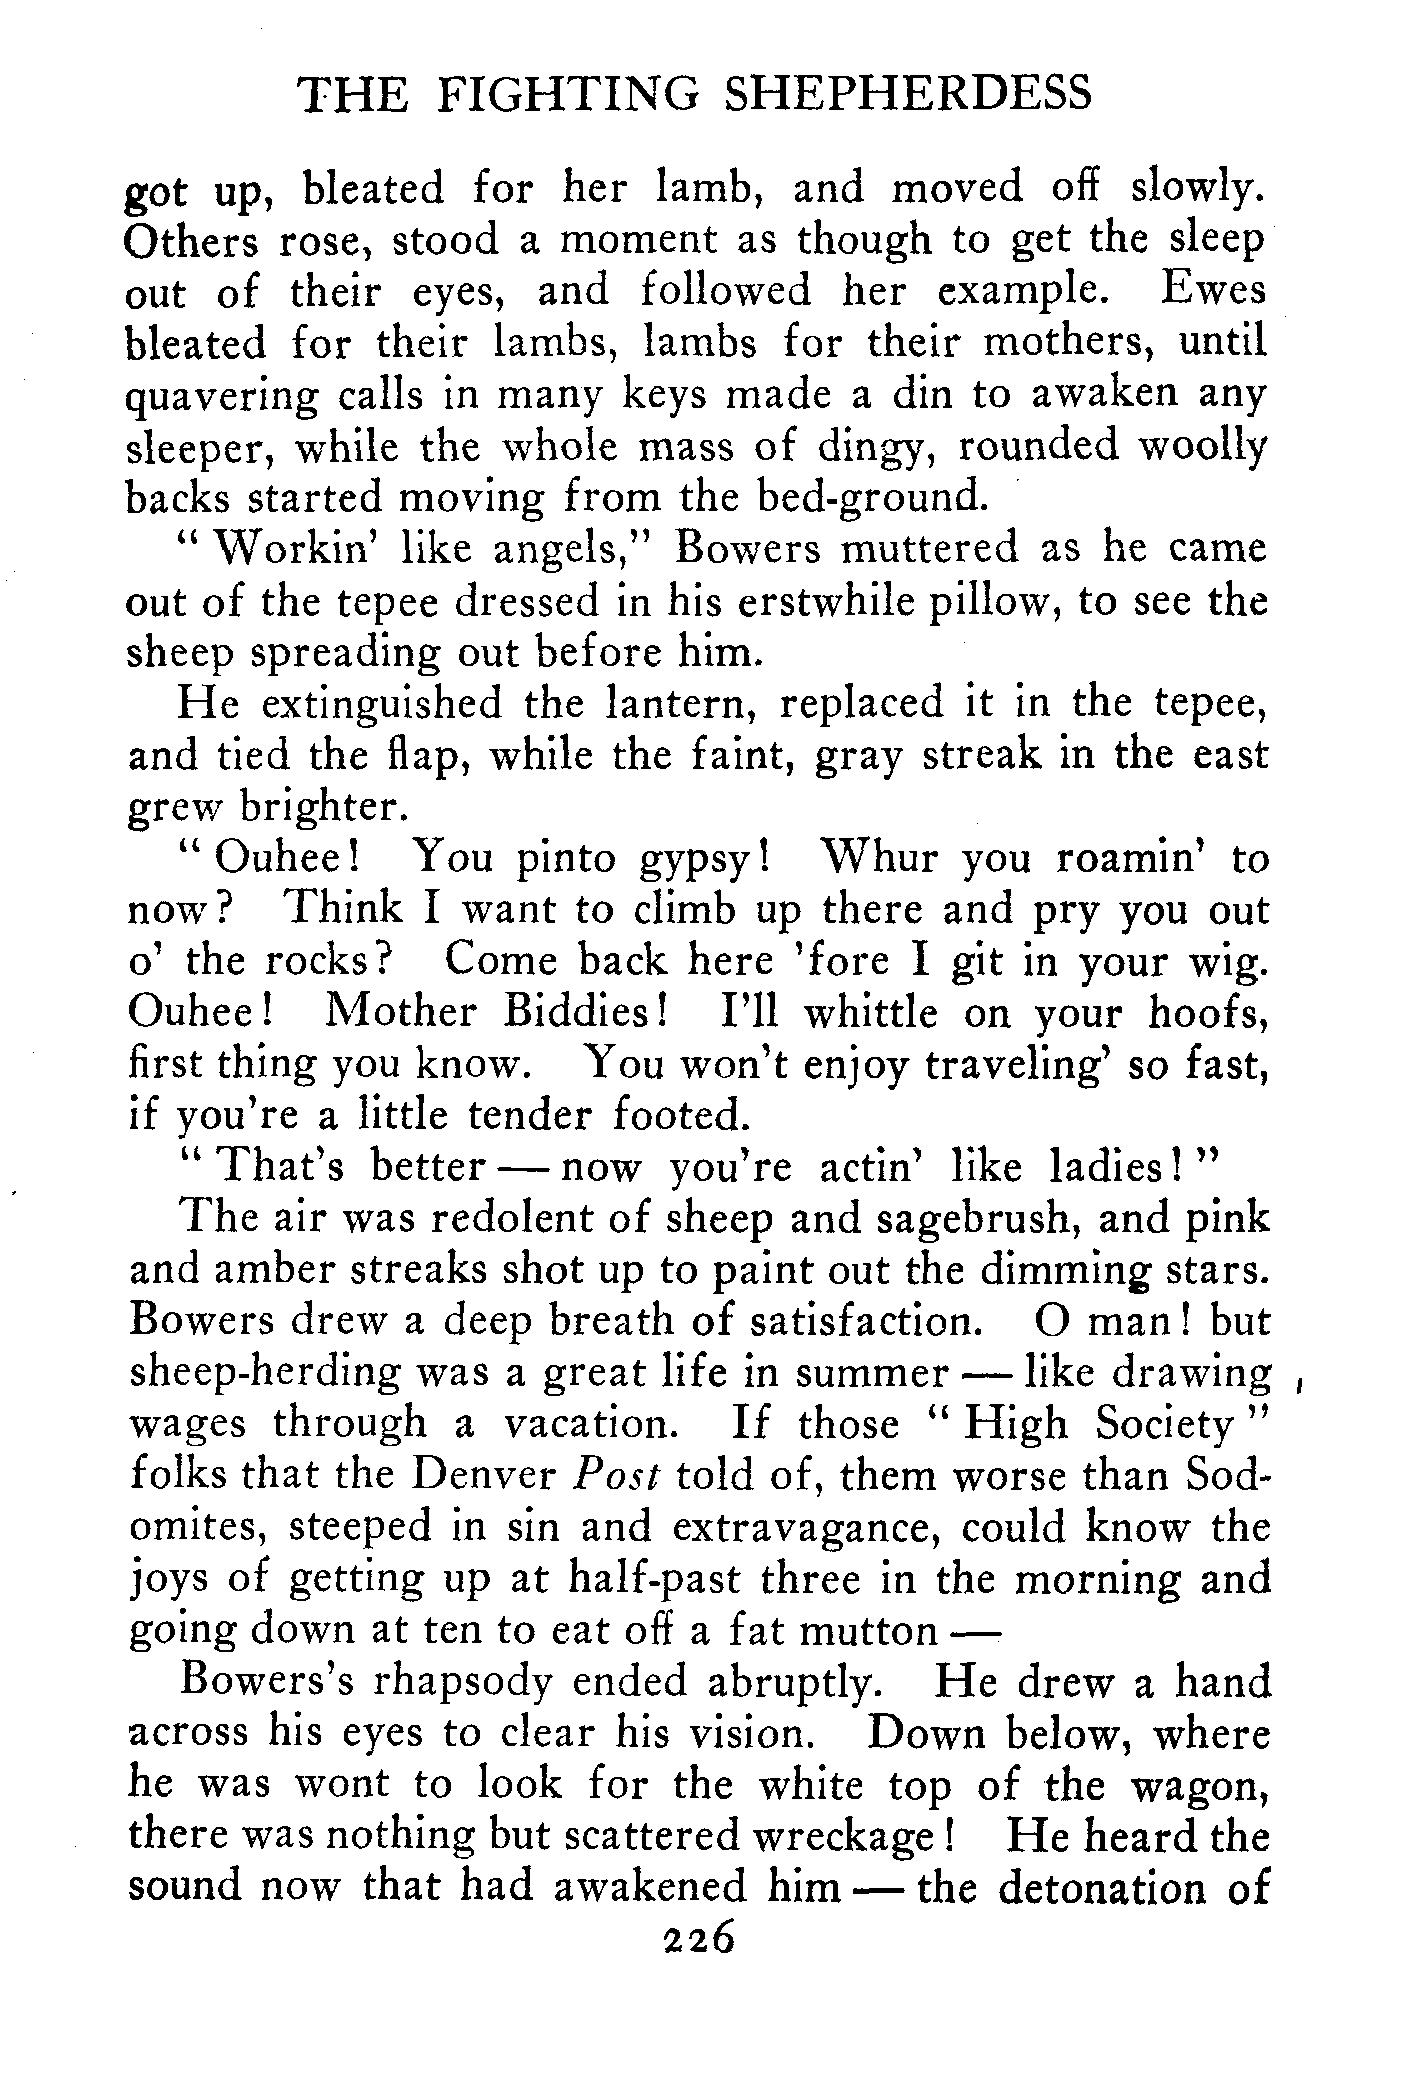 THE FIGHTING SHEPHERDESS
got up, bleated for her lamb, and moved off slowly.
Others rose, stood a moment as though to get the sleep
out of their eyes, and followed her example. Ewes
bleated for their lambs, lambs for their mothers, until
quavering calls in many keys made a din to awaken any
sleeper, while the whole mass of dingy, rounded woolly
backs started moving from the bed-ground.
" Workin' like angels," Bowers muttered as he came
out of the tepee dressed in his erstwhile pillow, to see the
sheep spreading out before him.
He extinguished the lantern, replaced it in the tepee,
and tied the flap, while the faint, gray streak in the east
grew brighter.
" Ouhee! You pinto gypsy! Whur you roamin' to
now? Think I want to climb up there and pry you out
o' the rocks? Come back here 'fore I git in your wig.
Ouhee! Mother Biddies! I'll whittle on your hoofs,
first thing you know. You won't enjoy traveling' so fast,
if you're a little tender footed.
" That's better — now you're actin' like ladies! "
The air was redolent of sheep and sagebrush, and pink
and amber streaks shot up to paint out the dimming stars.
Bowers drew a deep breath of satisfaction. O man! but
sheep-herding was a great life in summer — like drawing
wages through a vacation. If those " High Society "
folks that the Denver Post told of, them worse than Sod-
omites, steeped in sin and extravagance, could know the
joys of getting up at half-past three in the morning and
going down at ten to eat off a fat mutton —
Bowers's rhapsody ended abruptly. He drew a hand
across his eyes to clear his vision. Down below, where
he was wont to look for the white top of the wagon,
there was nothing but scattered wreckage! He heard the
sound now that had awakened him — the detonation of
226